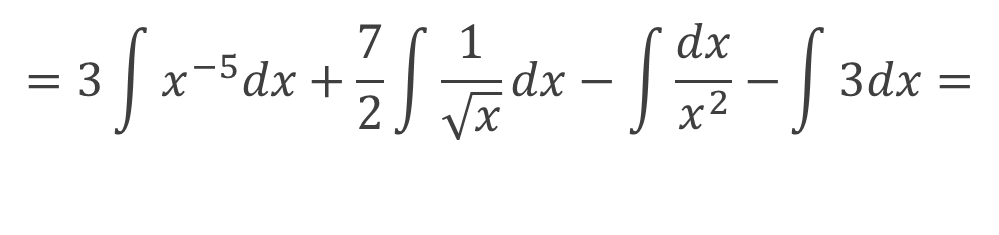 = 3 ∫ x⁻⁵dx + 7/2 ∫ 1/√x dx − ∫ dx/x² − ∫ 3dx =